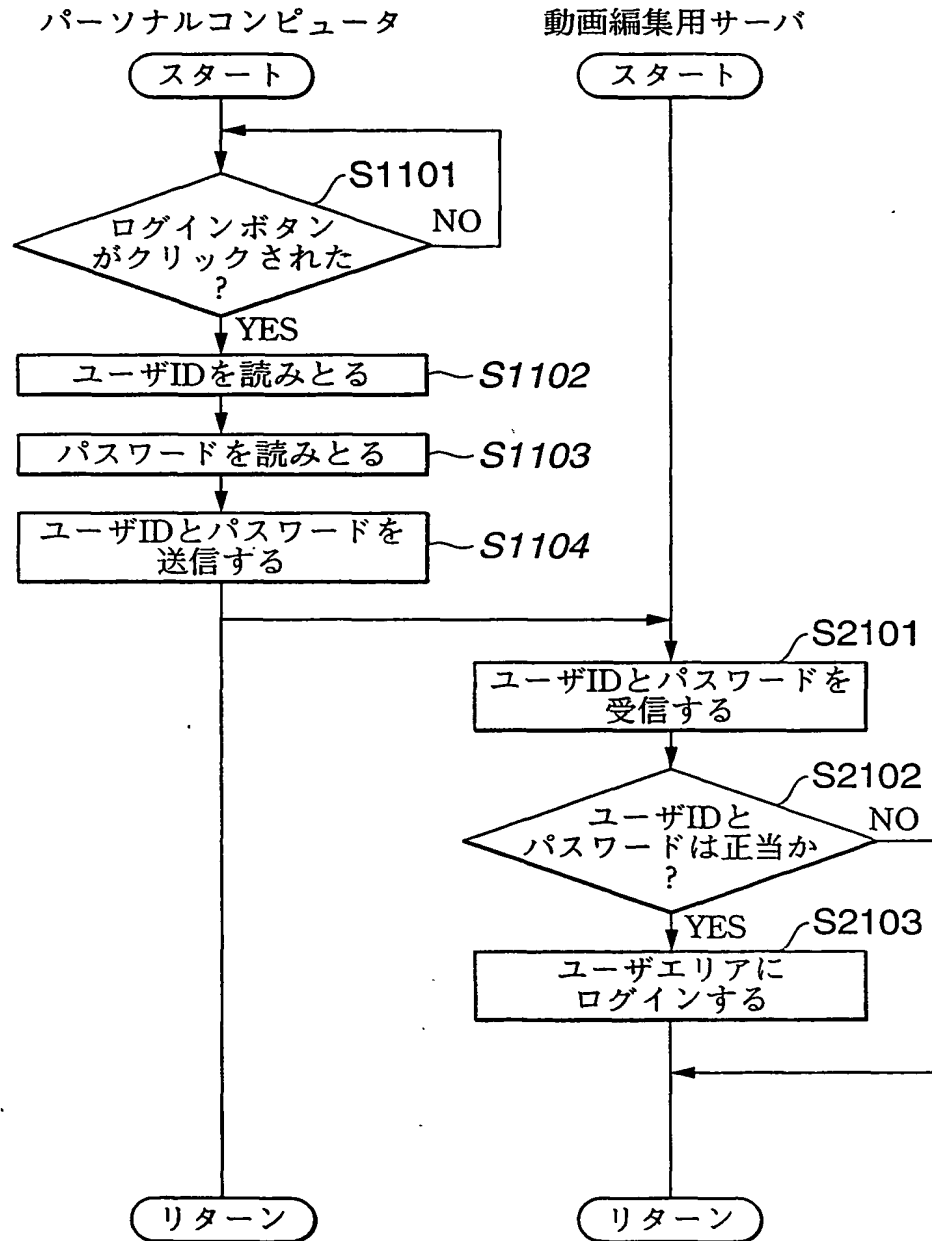 パーソナルコンピュータ
動画編集用サーバ
スタート
スタート
S1101
ログインボタン
がクリックされた
?
NO
YES
ユーザIDを読みとる
S1102
パスワードを読みとる
S1103
ユーザIDとパスワードを
送信する
S1104
S2101
ユーザIDとパスワードを
受信する
S2102
ユーザIDと
パスワードは正当か
?
NO
YES
S2103
ユーザエリアに
ログインする
リターン
リターン